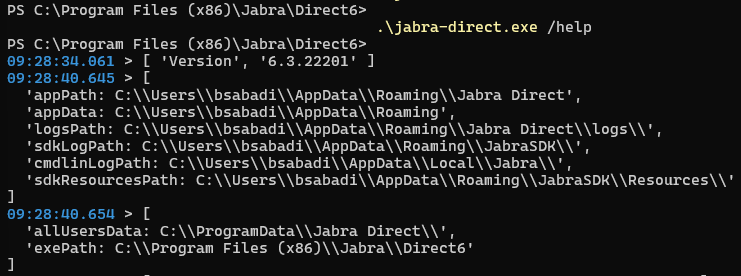 PS C:\Program Files (x86)\Jabra\Direct6>
.\jabra-direct.exe /help
PS C:\Program Files (x86)\Jabra\Direct6>
09:28:34.061 > [ 'Version', '6.3.22201' ]
09:28:40.645 > [
  'appPath: C:\\Users\\bsabadi\\AppData\\Roaming\\Jabra Direct',
  'appData: C:\\Users\\bsabadi\\AppData\\Roaming',
  'logsPath: C:\\Users\\bsabadi\\AppData\\Roaming\\Jabra Direct\\logs\\',
  'sdkLogPath: C:\\Users\\bsabadi\\AppData\\Roaming\\JabraSDK\\',
  'cmdlinLogPath: C:\\Users\\bsabadi\\AppData\\Local\\Jabra\\',
  'sdkResourcesPath: C:\\Users\\bsabadi\\AppData\\Roaming\\JabraSDK\\Resources\\'
]
09:28:40.654 > [
  'allUsersData: C:\\ProgramData\\Jabra Direct\\',
  'exePath: C:\\Program Files (x86)\\Jabra\\Direct6'
]